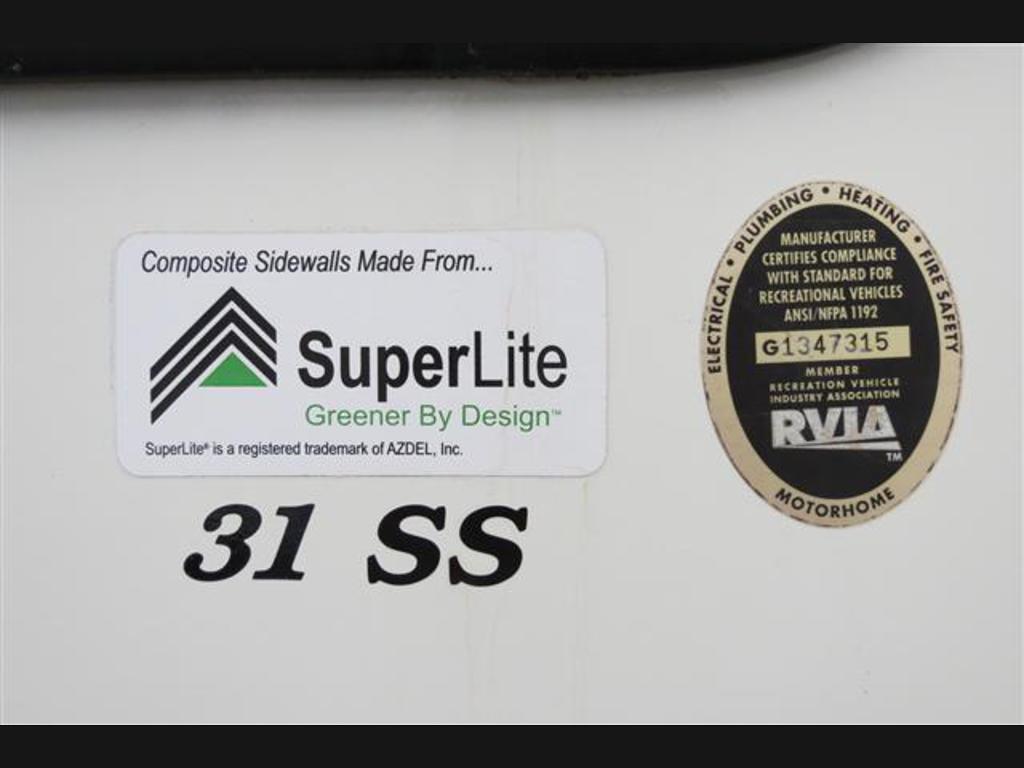 Composite Sidewalls Made From...
SuperLite
Greener By Design™
SuperLite® is a registered trademark of AZDEL, Inc.
31 SS
ELECTRICAL • PLUMBING • HEATING • FIRE SAFETY
MANUFACTURER
CERTIFIES COMPLIANCE
WITH STANDARD FOR
RECREATIONAL VEHICLES
ANSI/NFPA 1192
G1347315
MEMBER
RECREATION VEHICLE
INDUSTRY ASSOCIATION
RVIA
TM
MOTORHOME